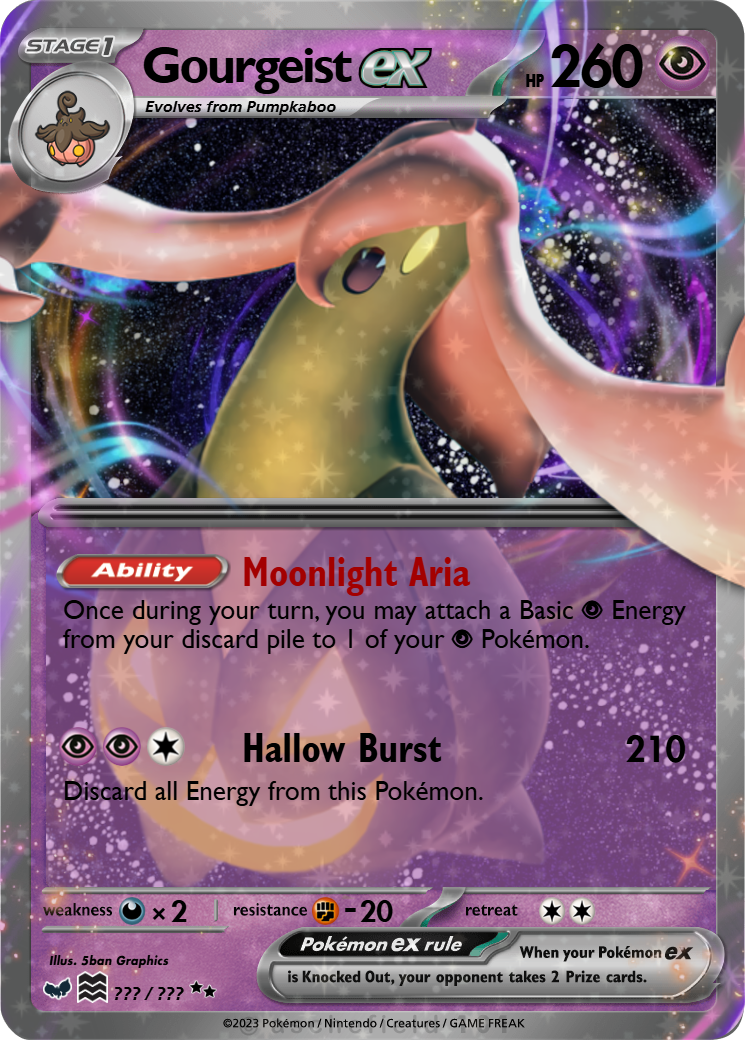 STAGE1
Gourgeist ex HP 260
Evolves from Pumpkaboo
Ability Moonlight Aria
Once during your turn, you may attach a Basic Energy
from your discard pile to 1 of your Pokémon.
Hallow Burst 210
Discard all Energy from this Pokémon.
weakness ×2 resistance -20 retreat
Pokémon ex rule
When your Pokémon ex
is Knocked Out, your opponent takes 2 Prize cards.
Illus. 5ban Graphics
??? / ???
©2023 Pokémon / Nintendo / Creatures / GAME FREAK